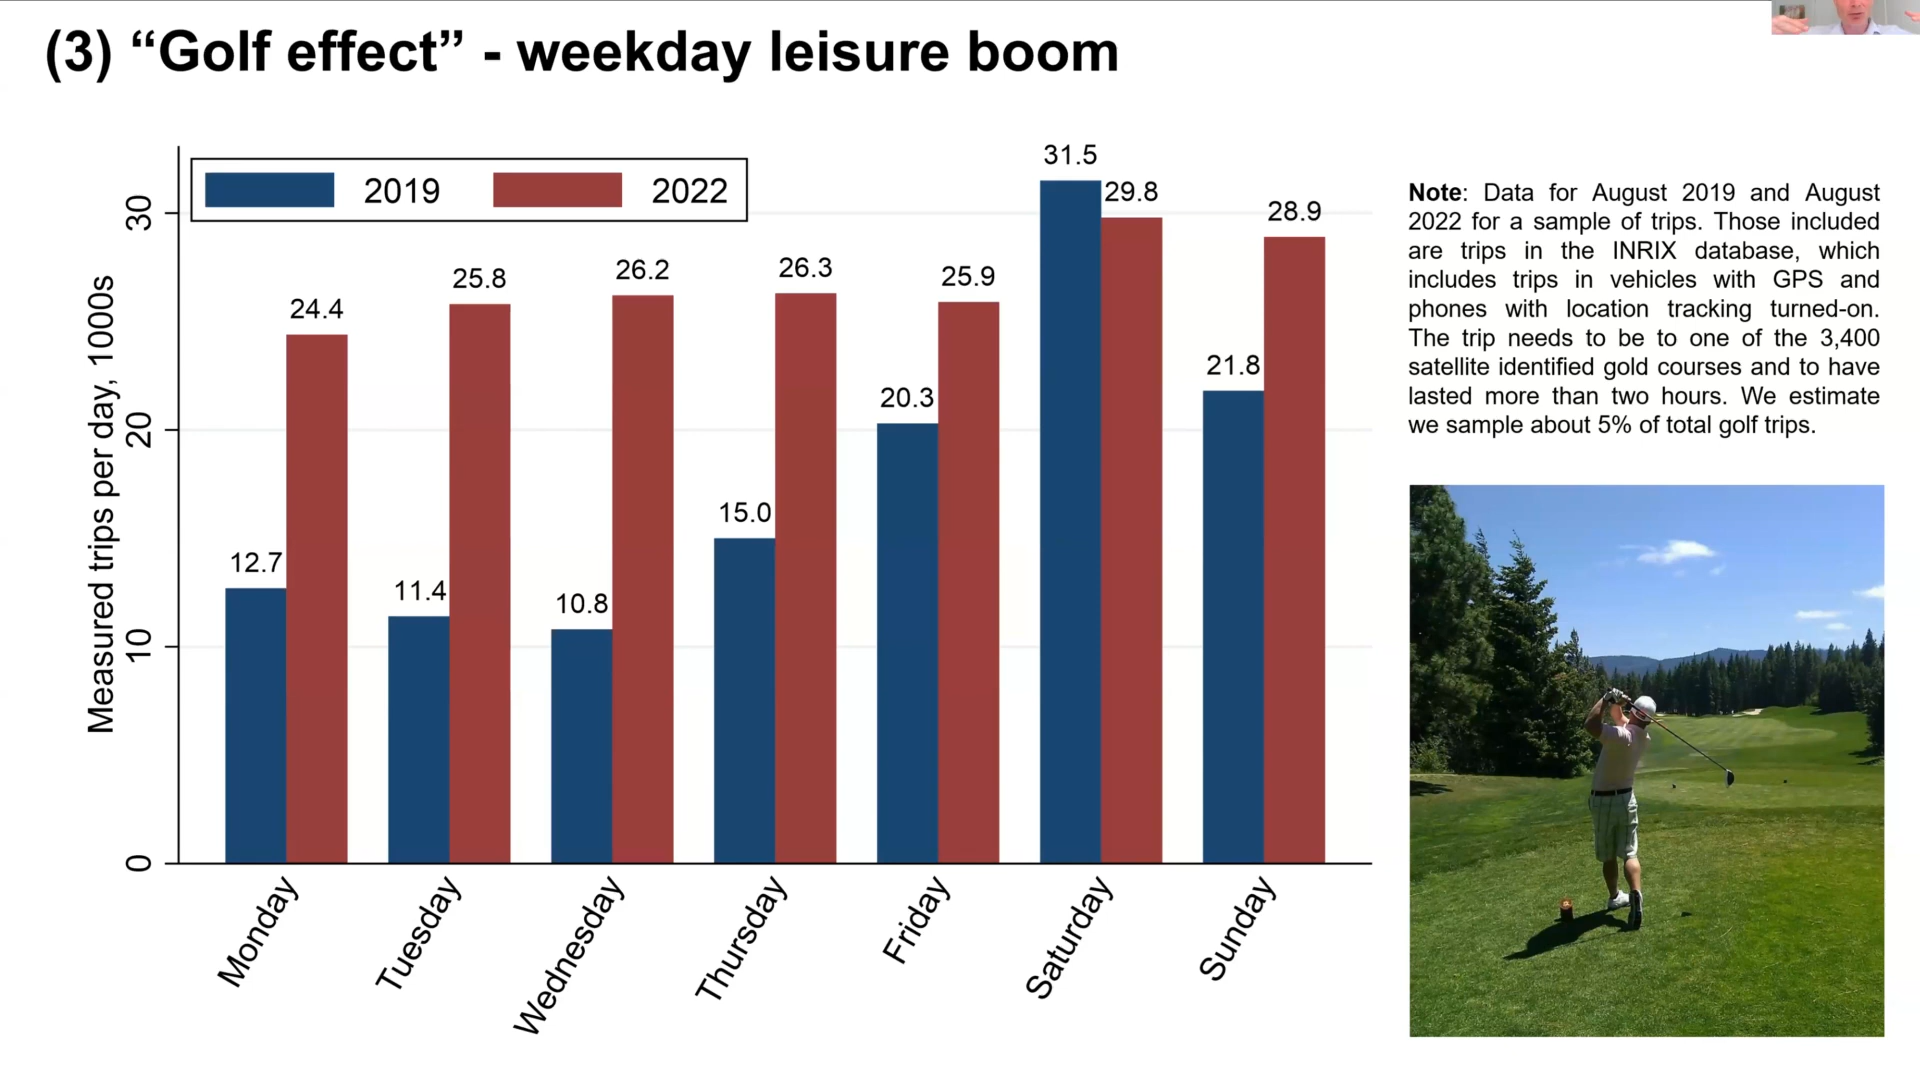 (3) “Golf effect” - weekday leisure boom
2019
2022
Measured trips per day, 1000s
30
20
10
0
12.7
24.4
11.4
25.8
10.8
26.2
15.0
26.3
20.3
25.9
31.5
29.8
21.8
28.9
Monday
Tuesday
Wednesday
Thursday
Friday
Saturday
Sunday
Note: Data for August 2019 and August
2022 for a sample of trips. Those included
are trips in the INRIX database, which
includes trips in vehicles with GPS and
phones with location tracking turned-on.
The trip needs to be to one of the 3,400
satellite identified gold courses and to have
lasted more than two hours. We estimate
we sample about 5% of total golf trips.